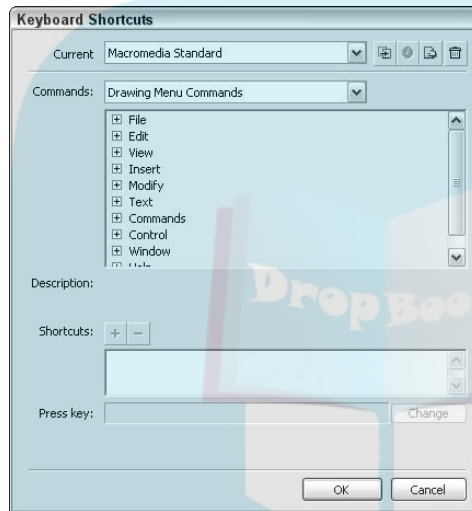 Keyboard Shortcuts
Current Macromedia Standard
Commands: Drawing Menu Commands
File
Edit
View
Insert
Modify
Text
Commands
Control
Window
Help
Description:
DropBoo
Shortcuts:
Press key: Change
OK Cancel